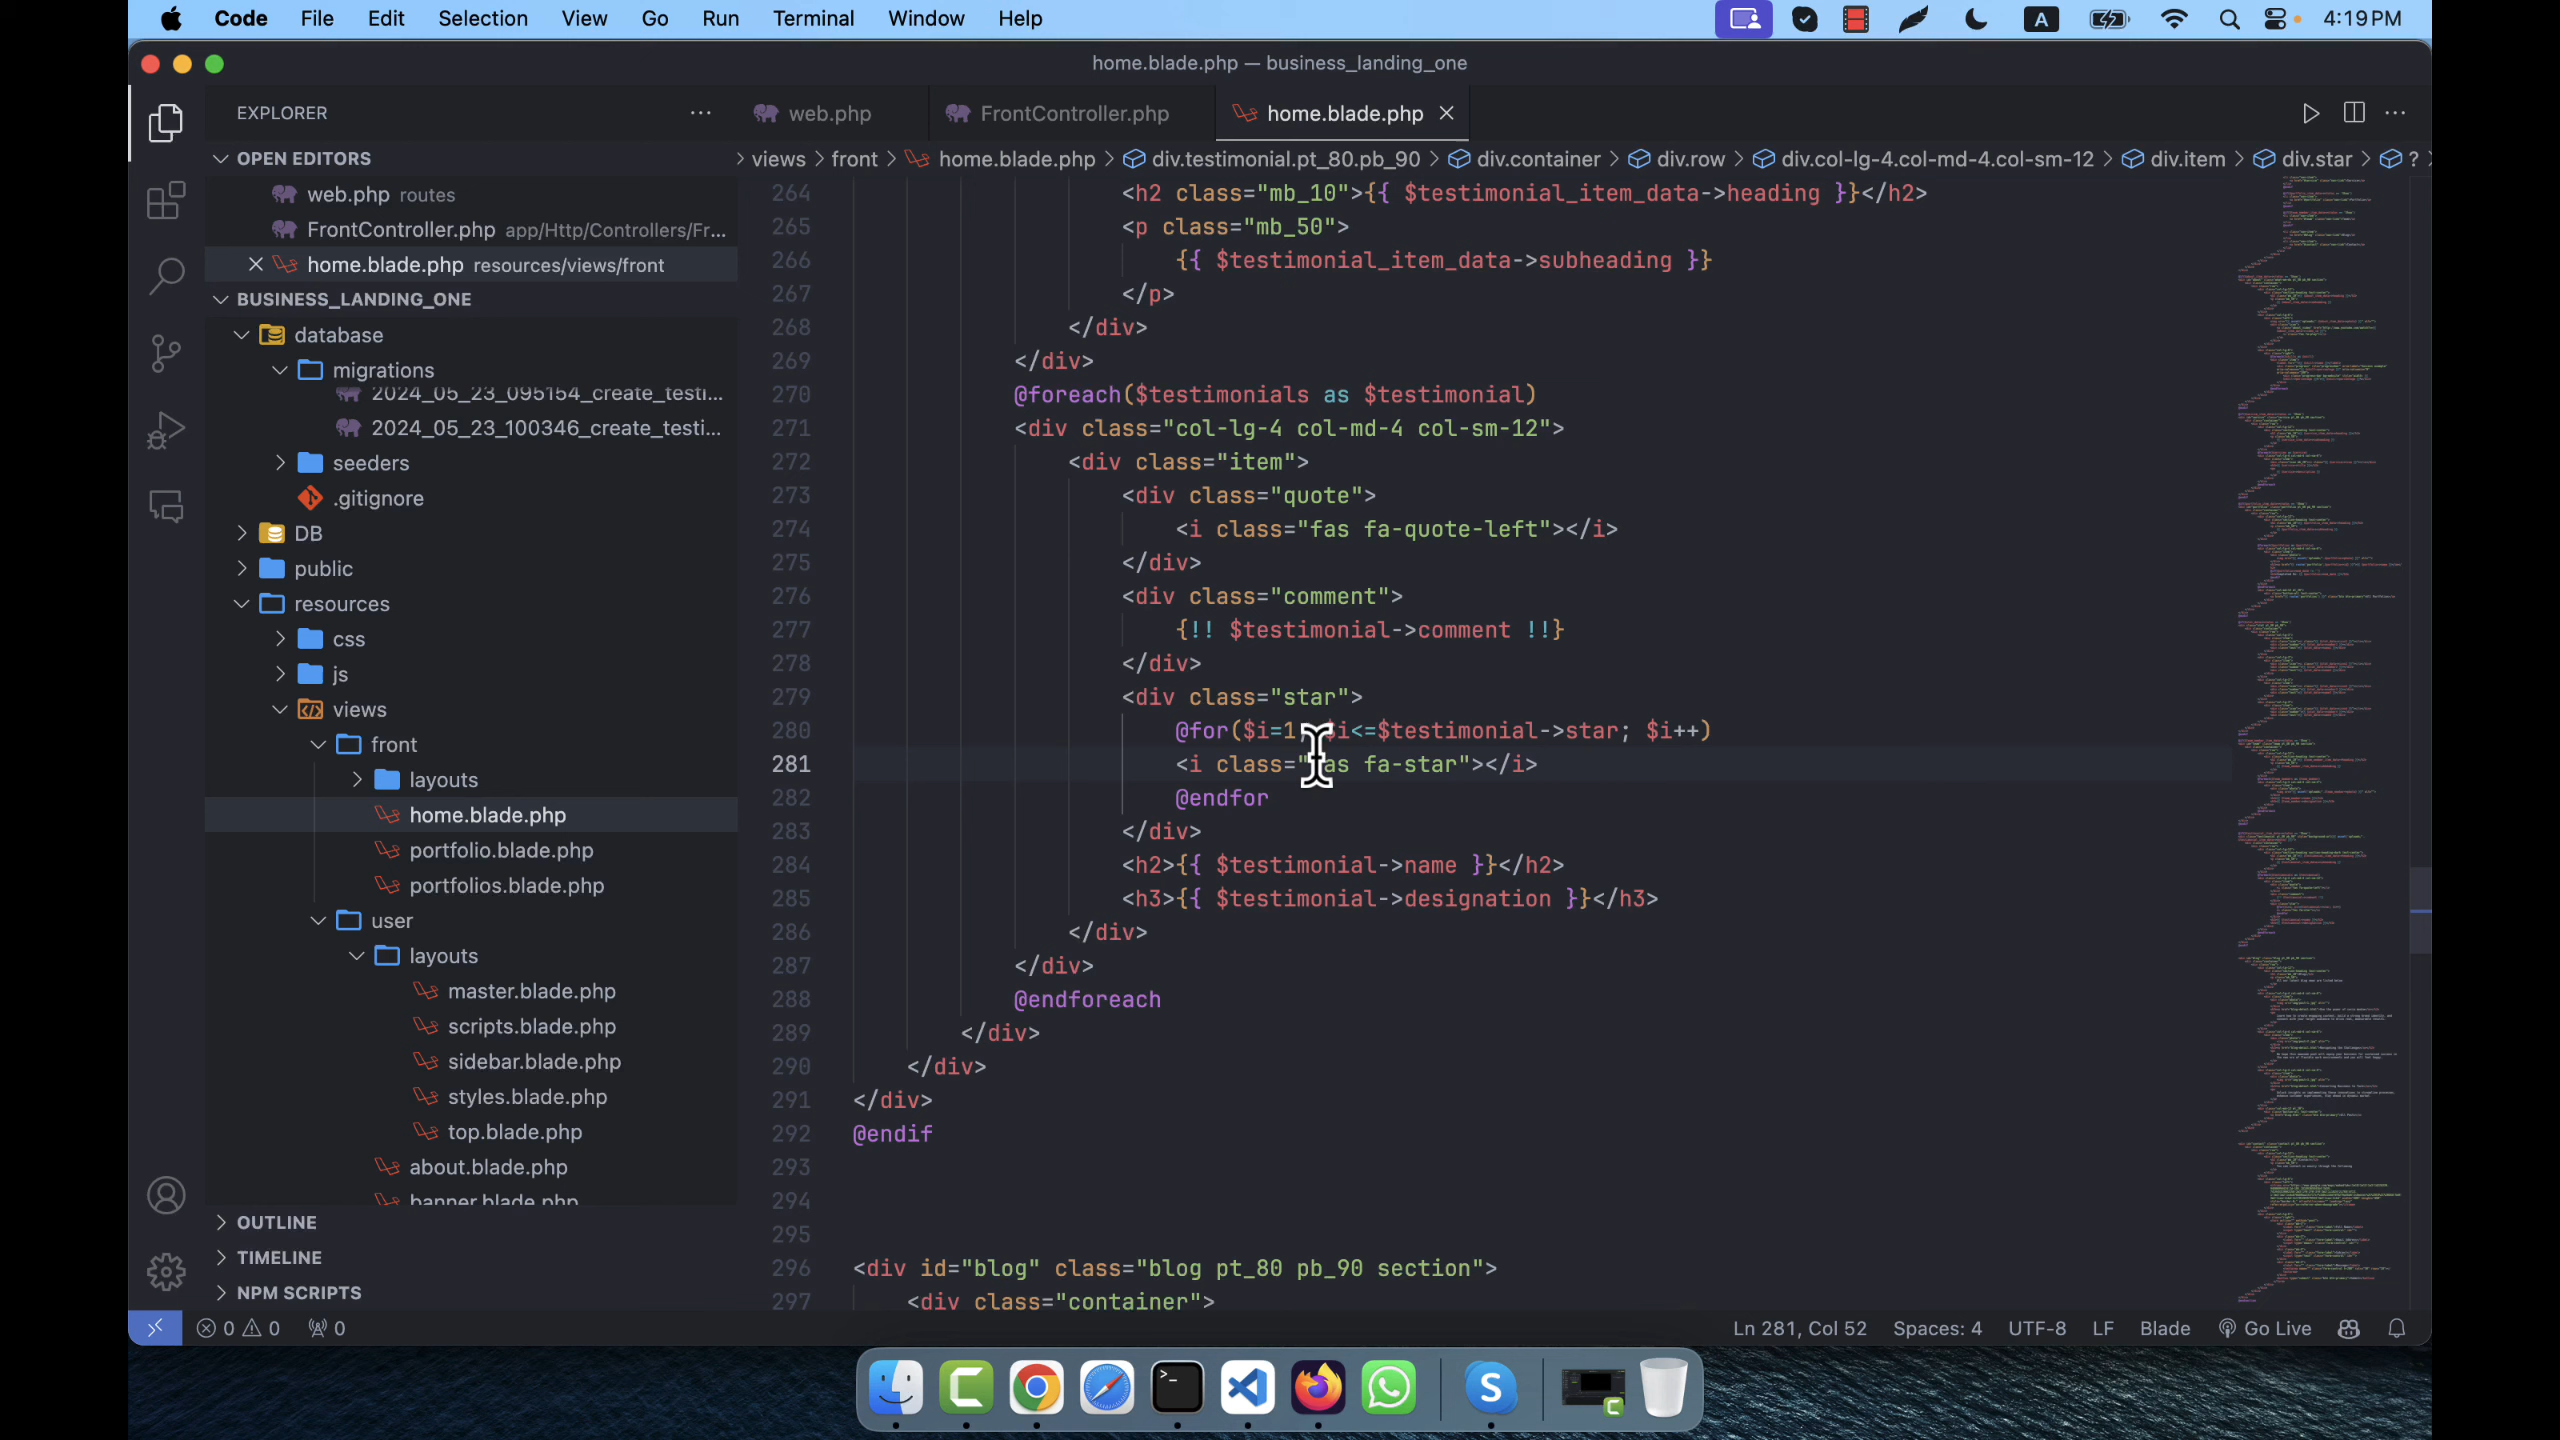 Code File Edit Selection View Go Run Terminal Window Help
A
4:19 PM
home.blade.php — business_landing_one
EXPLORER
web.php
FrontController.php
home.blade.php
> views > front > home.blade.php > div.testimonial.pt_80.pb_90 > div.container > div.row > div.col-lg-4.col-md-4.col-sm-12 > div.item > div.star > ?
OPEN EDITORS
web.php routes
FrontController.php app/Http/Controllers/Fr...
home.blade.php resources/views/front
BUSINESS_LANDING_ONE
database
migrations
2024_05_23_095154_create_testi...
2024_05_23_100346_create_testi...
seeders
.gitignore
DB
public
resources
css
js
views
front
layouts
home.blade.php
portfolio.blade.php
portfolios.blade.php
user
layouts
master.blade.php
scripts.blade.php
sidebar.blade.php
styles.blade.php
top.blade.php
about.blade.php
banner.blade.php
OUTLINE
TIMELINE
NPM SCRIPTS
264 <h2 class="mb_10">{{ $testimonial_item_data->heading }}</h2>
265 <p class="mb_50">
266 {{ $testimonial_item_data->subheading }}
267 </p>
268 </div>
269 </div>
270 @foreach($testimonials as $testimonial)
271 <div class="col-lg-4 col-md-4 col-sm-12">
272 <div class="item">
273 <div class="quote">
274 <i class="fas fa-quote-left"></i>
275 </div>
276 <div class="comment">
277 {!! $testimonial->comment !!}
278 </div>
279 <div class="star">
280 @for($i=1; $i<=$testimonial->star; $i++)
281 <i class="fas fa-star"></i>
282 @endfor
283 </div>
284 <h2>{{ $testimonial->name }}</h2>
285 <h3>{{ $testimonial->designation }}</h3>
286 </div>
287 </div>
288 @endforeach
289 </div>
290 </div>
291 </div>
292 @endif
293
294
295
296 <div id="blog" class="blog pt_80 pb_90 section">
297 <div class="container">
0 0 0
Ln 281, Col 52 Spaces: 4 UTF-8 LF Blade Go Live